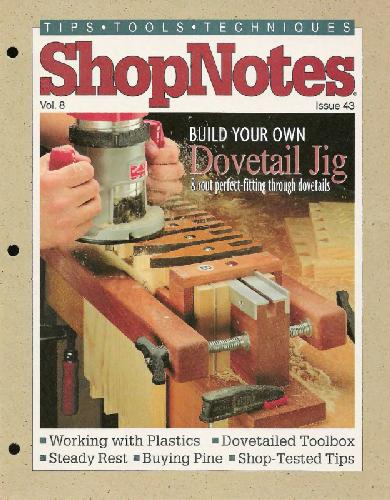 TIPS • TOOLS • TECHNIQUES
ShopNotes
Vol. 8 Issue 43
BUILD YOUR OWN
Dovetail Jig
& rout perfect-fitting through dovetails
■ Working with Plastics ■ Dovetailed Toolbox
■ Steady Rest ■ Buying Pine ■ Shop-Tested Tips